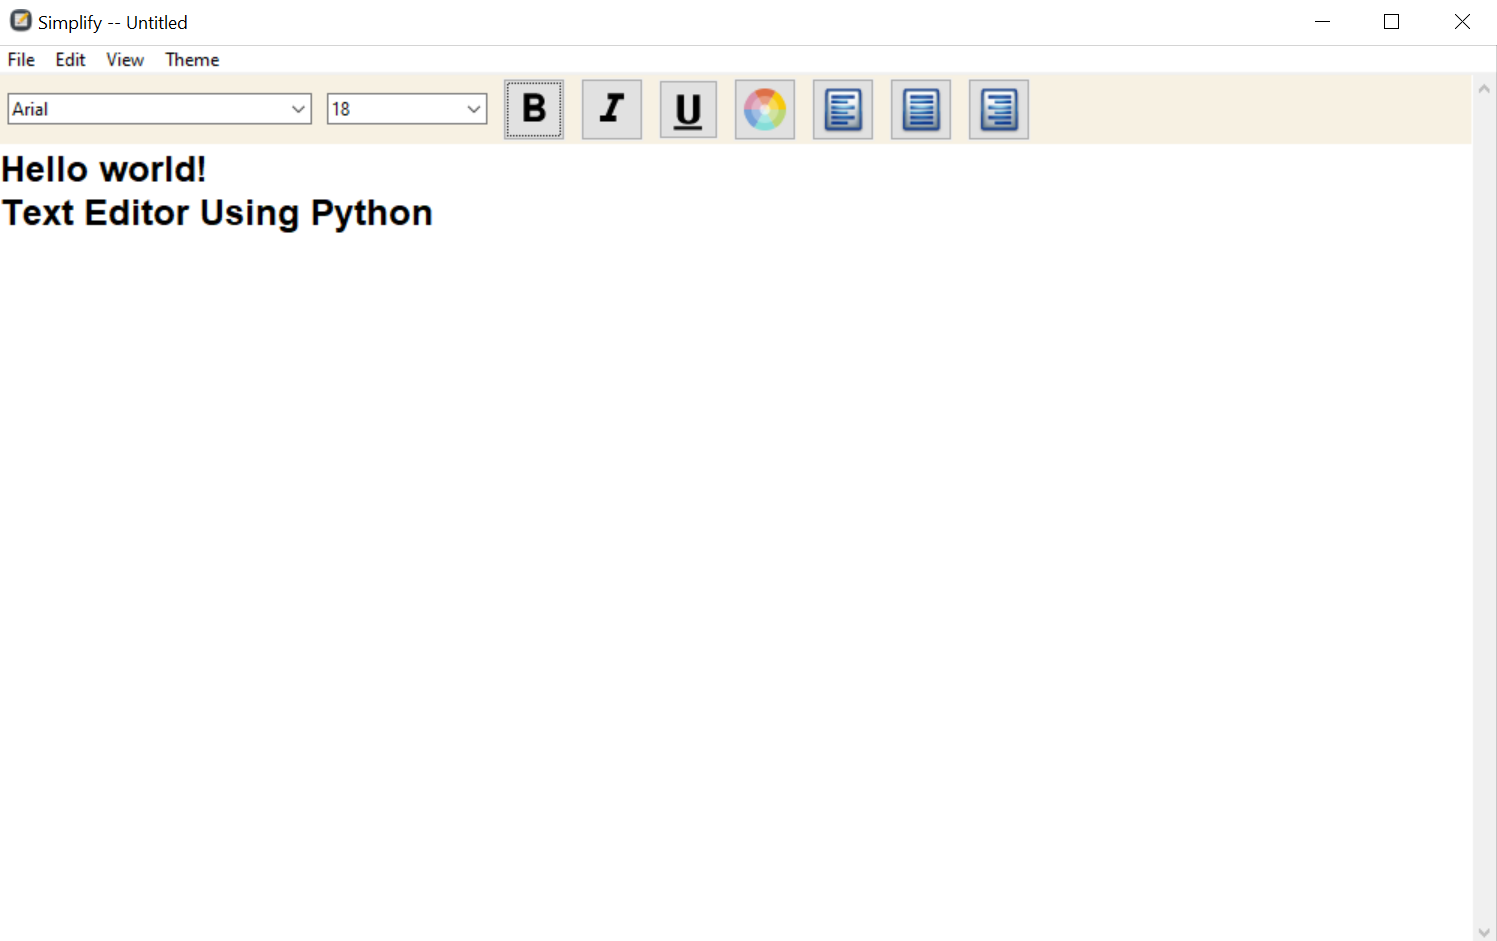 Simplify -- Untitled
File Edit View Theme
Arial 18 B I U
Hello world!
Text Editor Using Python